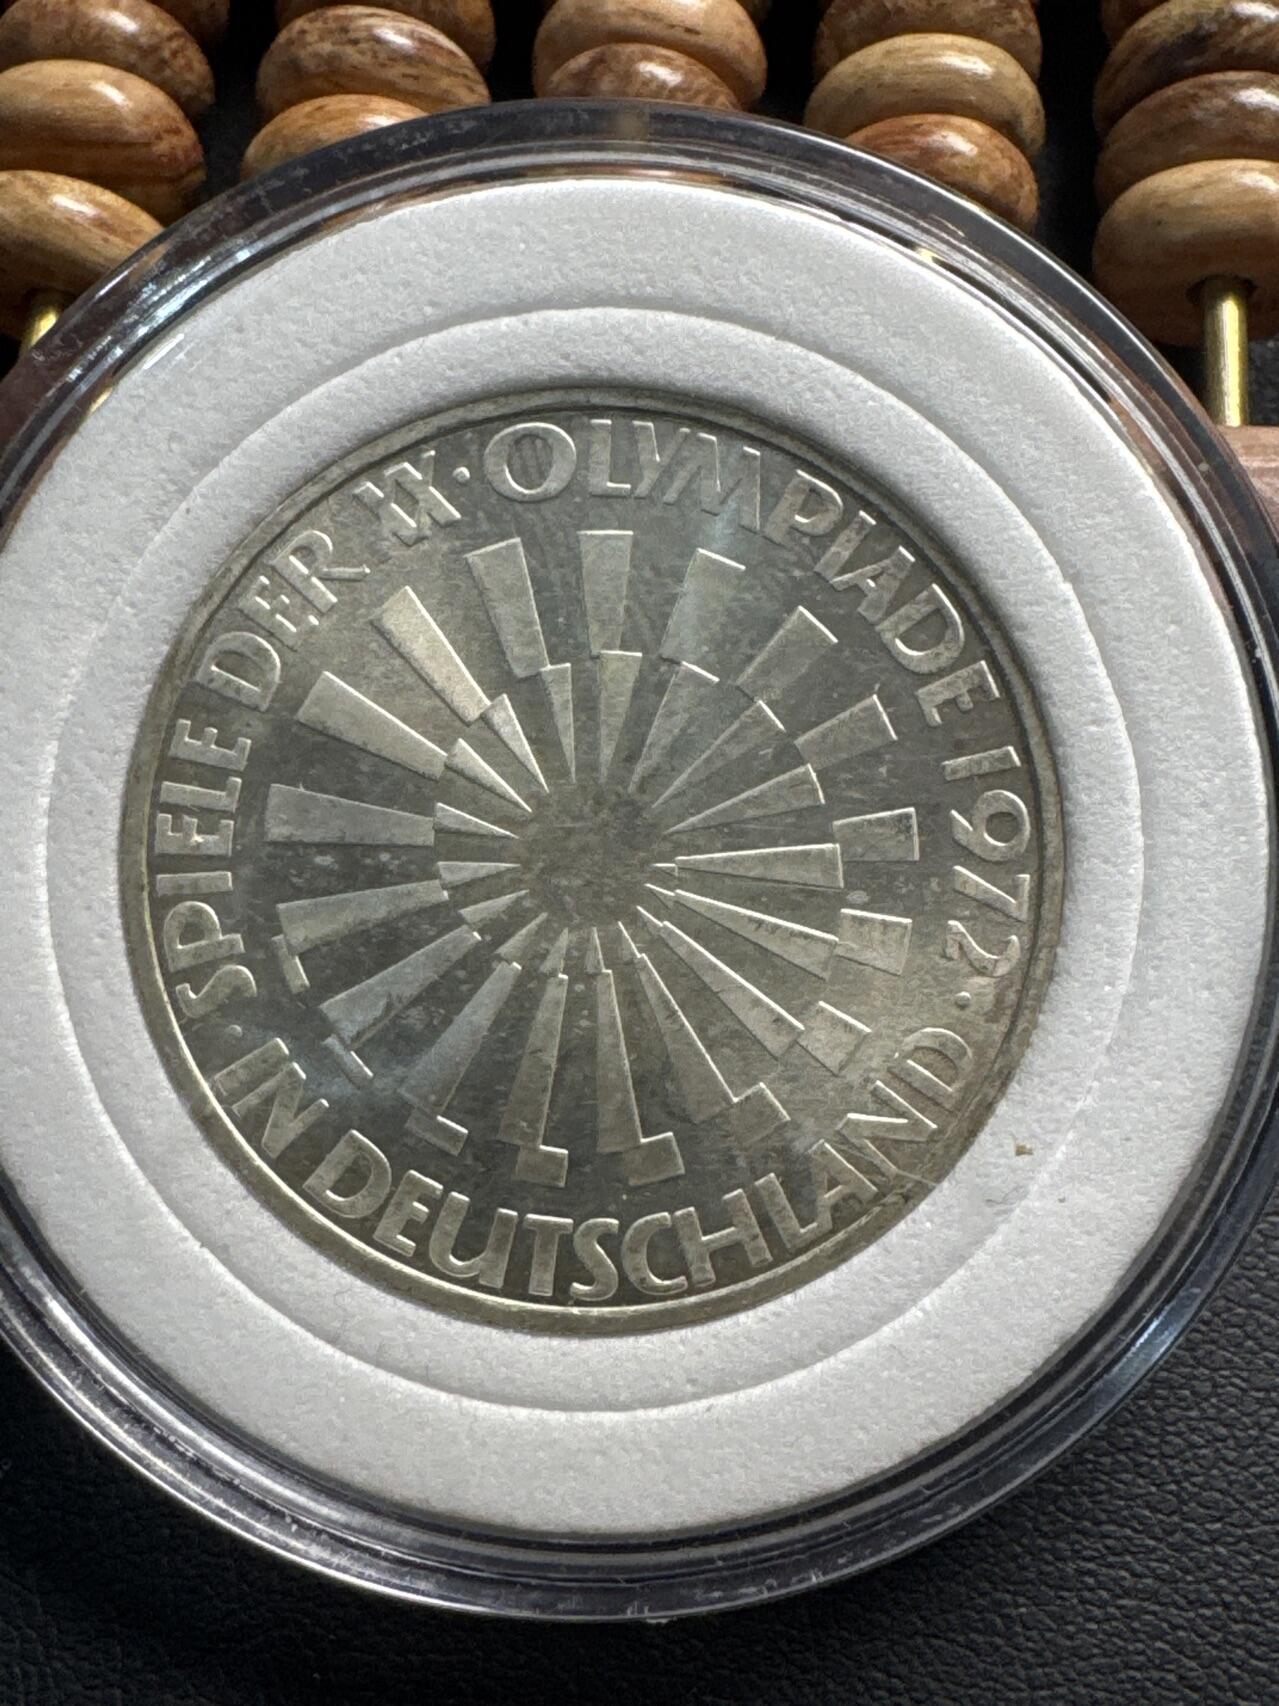 SPIELE DER XX · OLYMPIADE 1972 ·
IN DEUTSCHLAND ·